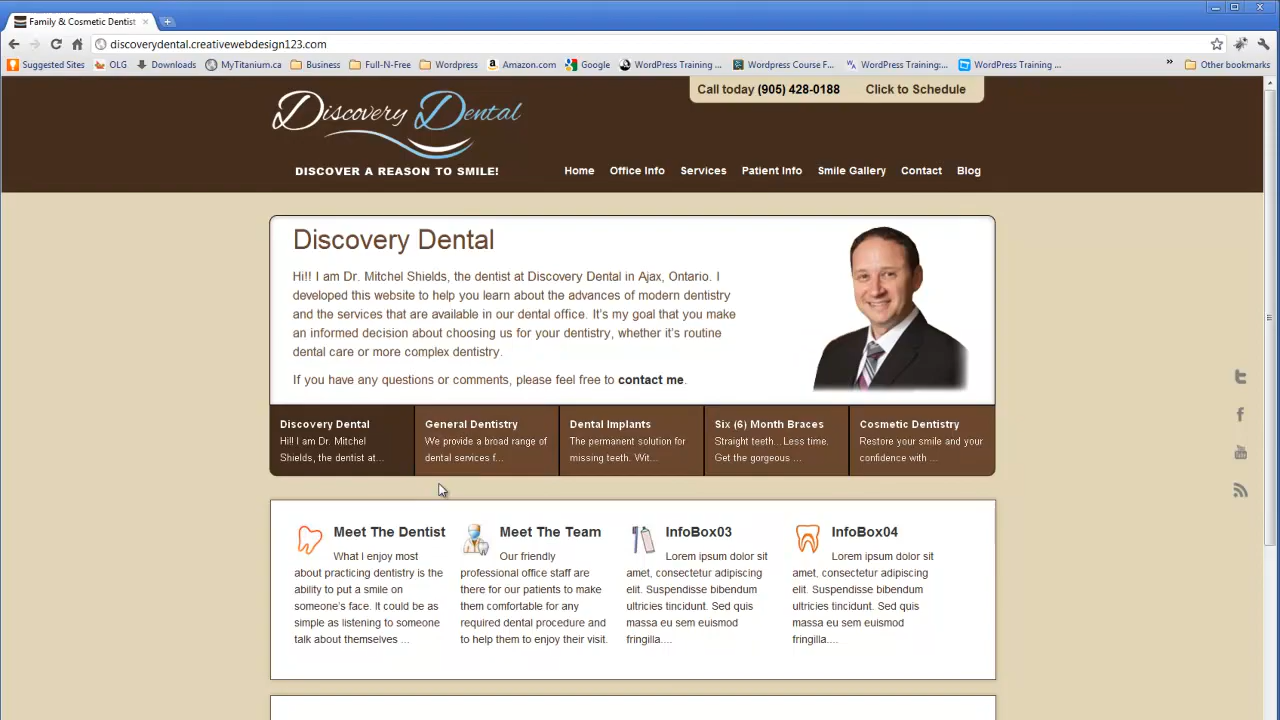 Family & Cosmetic Dentist
discoverydental.creativewebdesign123.com
Suggested Sites OLG Downloads MyTitanium.ca Business Full-N-Free Wordpress Amazon.com Google WordPress Training ... Wordpress Course F... WordPress Training:... WordPress Training ... » Other bookmarks
Call today (905) 428-0188 Click to Schedule
Discovery Dental
DISCOVER A REASON TO SMILE!
Home Office Info Services Patient Info Smile Gallery Contact Blog
Discovery Dental
Hi!! I am Dr. Mitchel Shields, the dentist at Discovery Dental in Ajax, Ontario. I
developed this website to help you learn about the advances of modern dentistry
and the services that are available in our dental office. It's my goal that you make
an informed decision about choosing us for your dentistry, whether it's routine
dental care or more complex dentistry.
If you have any questions or comments, please feel free to contact me.
Discovery Dental
Hi!! I am Dr. Mitchel
Shields, the dentist at...
General Dentistry
We provide a broad range of
dental services f...
Dental Implants
The permanent solution for
missing teeth. Wit...
Six (6) Month Braces
Straight teeth... Less time.
Get the gorgeous ...
Cosmetic Dentistry
Restore your smile and your
confidence with ...
Meet The Dentist
What I enjoy most
about practicing dentistry is the
ability to put a smile on
someone's face. It could be as
simple as listening to someone
talk about themselves ...
Meet The Team
Our friendly
professional office staff are
there for our patients to make
them comfortable for any
required dental procedure and
to help them to enjoy their visit.
InfoBox03
Lorem ipsum dolor sit
amet, consectetur adipiscing
elit. Suspendisse bibendum
ultricies tincidunt. Sed quis
massa eu sem euismod
fringilla....
InfoBox04
Lorem ipsum dolor sit
amet, consectetur adipiscing
elit. Suspendisse bibendum
ultricies tincidunt. Sed quis
massa eu sem euismod
fringilla....